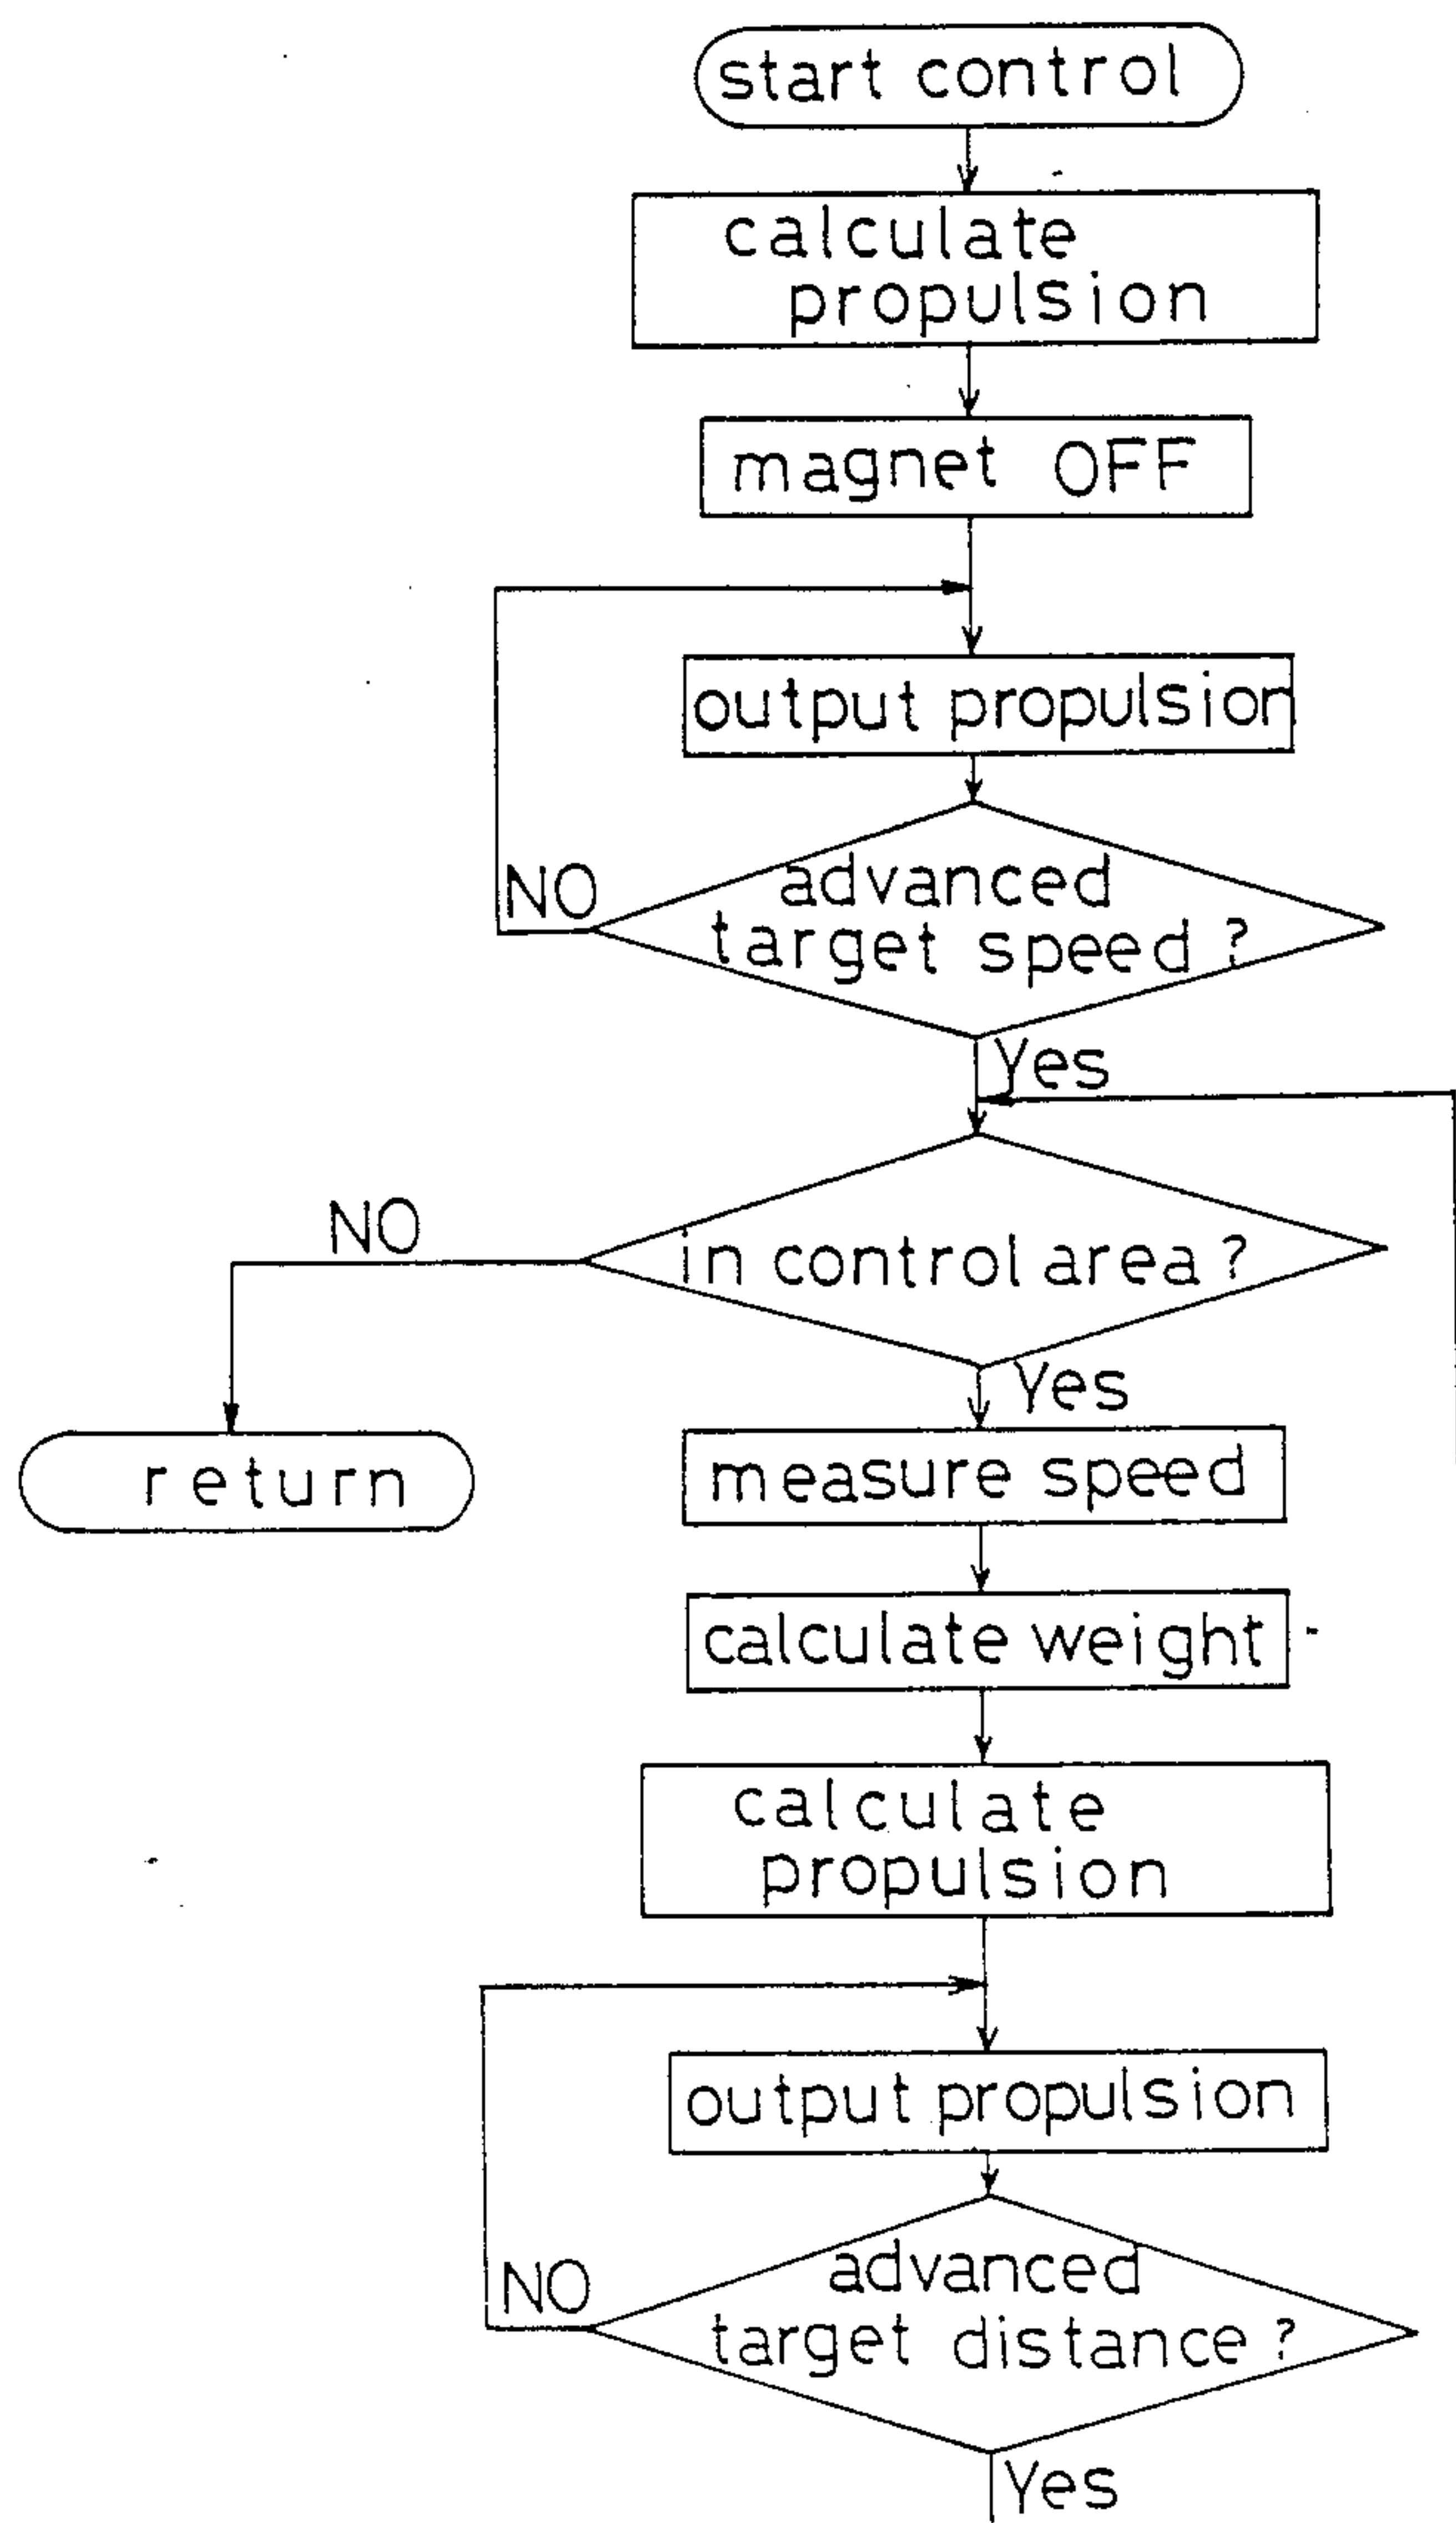 start control
calculate
propulsion
magnet OFF
output propulsion
NO
advanced
target speed ?
Yes
NO
in control area ?
Yes
return
measure speed
calculate weight
calculate
propulsion
output propulsion
NO
advanced
target distance ?
Yes